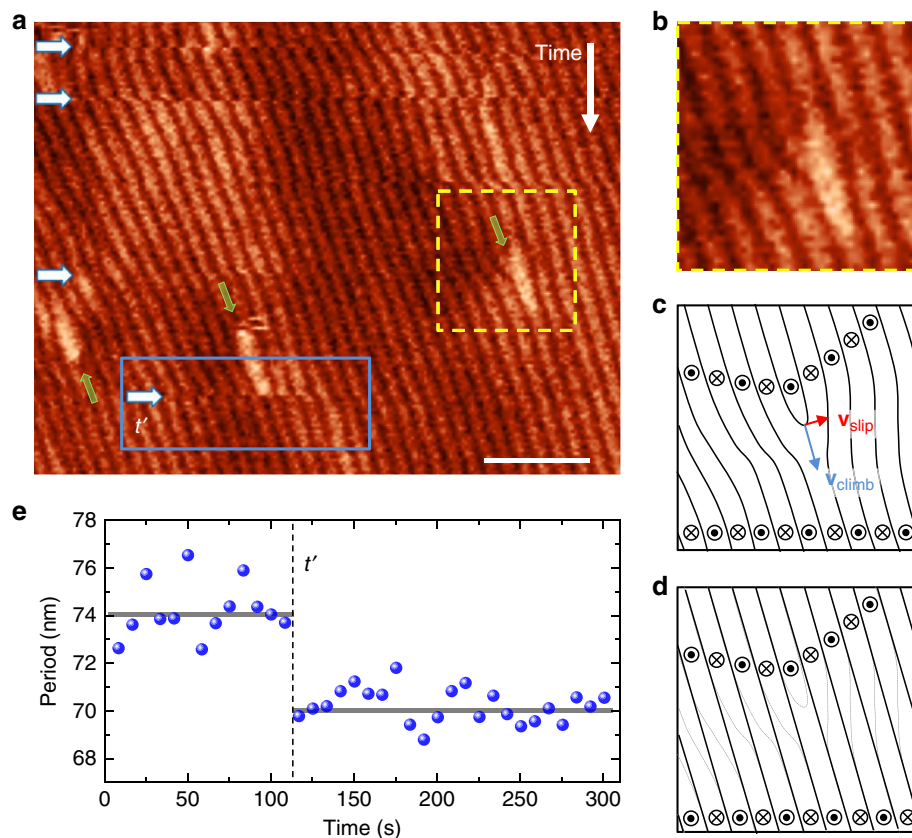 a
Time
t'
b
c
v_slip
v_climb
d
e
78
76
74
72
70
68
Period (nm)
t'
0
50
100
150
200
250
300
Time (s)